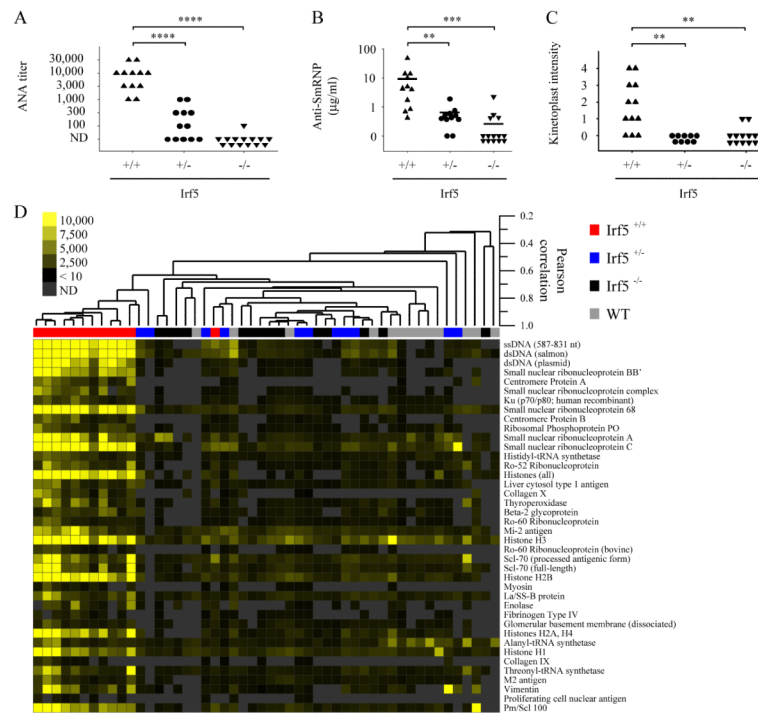 A
****
****
ANA titer
30,000
10,000
3,000
1,000
300
100
ND
+/+
+/-
-/-
Irf5
B
***
**
Anti-SmRNP
(µg/ml)
100
10
1
0
+/+
+/-
-/-
Irf5
C
**
**
Kinetoplast intensity
4
3
2
1
0
+/+
+/-
-/-
Irf5
D
10,000
7,500
5,000
2,500
< 10
ND
0.2
0.4
0.6
0.8
1.0
Pearson
correlation
Irf5 +/+
Irf5 +/-
Irf5 -/-
WT
ssDNA (587-831 nt)
dsDNA (salmon)
dsDNA (plasmid)
Small nuclear ribonucleoprotein BB'
Centromere Protein A
Small nuclear ribonucleoprotein complex
Ku (p70/p80; human recombinant)
Small nuclear ribonucleoprotein 68
Centromere Protein B
Ribosomal Phosphoprotein PO
Small nuclear ribonucleoprotein A
Small nuclear ribonucleoprotein C
Histidyl-tRNA synthetase
Ro-52 Ribonucleoprotein
Histones (all)
Liver cytosol type 1 antigen
Collagen X
Thyroperoxidase
Beta-2 glycoprotein
Ro-60 Ribonucleoprotein
Mi-2 antigen
Histone H3
Ro-60 Ribonucleoprotein (bovine)
Scl-70 (processed antigenic form)
Scl-70 (full-length)
Histone H2B
Myosin
La/SS-B protein
Enolase
Fibrinogen Type IV
Glomerular basement membrane (dissociated)
Histones H2A, H4
Alanyl-tRNA synthetase
Histone H1
Collagen IX
Threonyl-tRNA synthetase
M2 antigen
Vimentin
Proliferating cell nuclear antigen
Pm/Scl 100